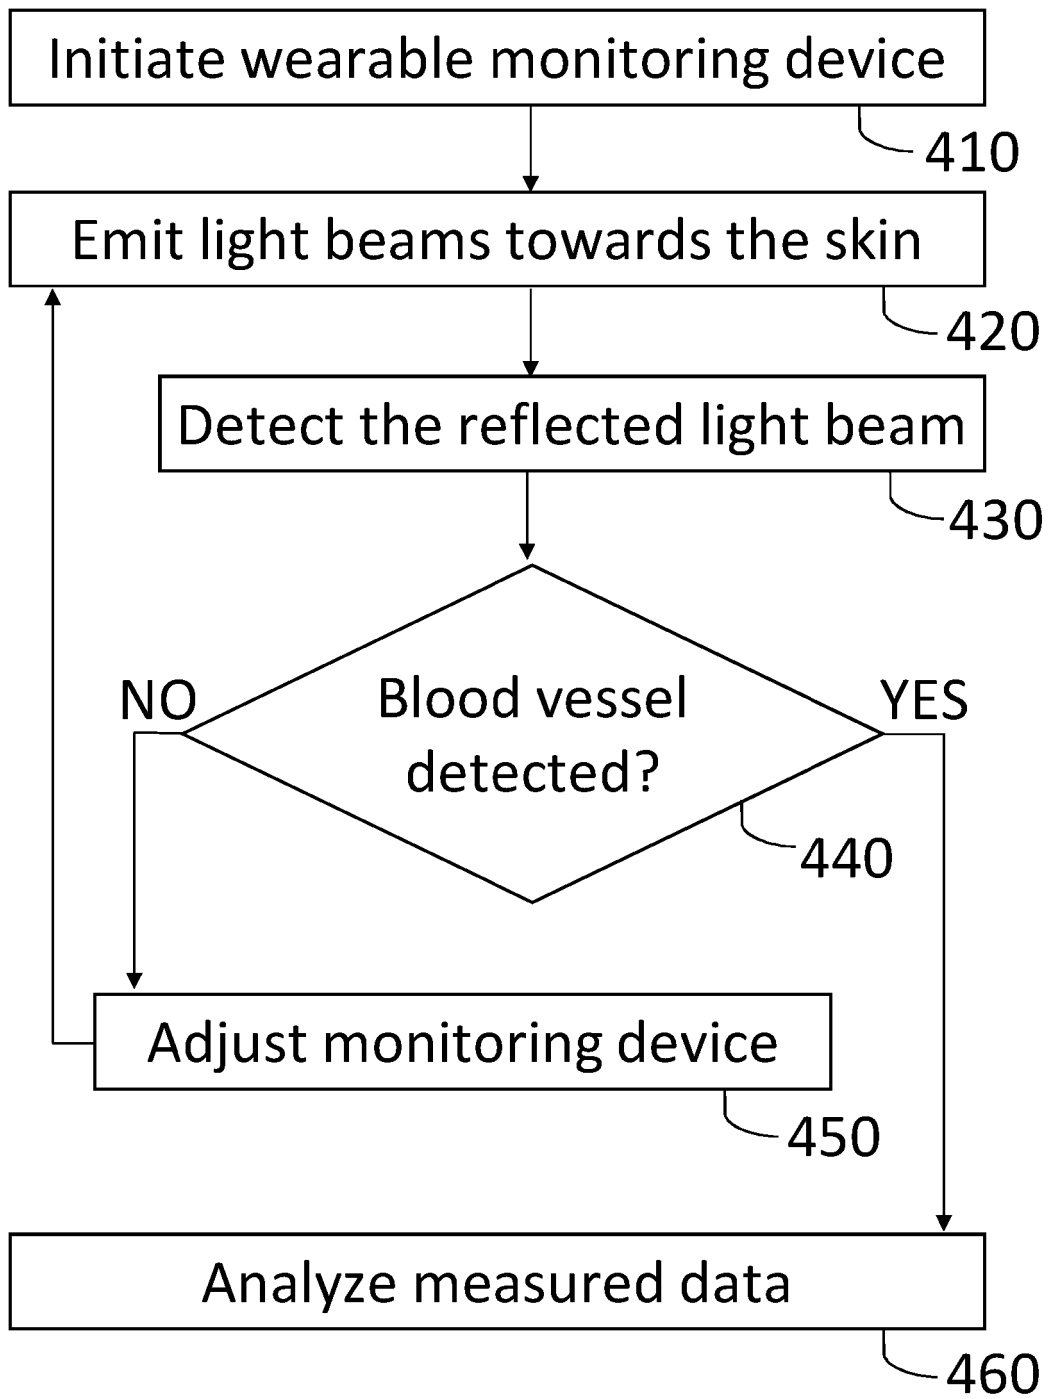 Initiate wearable monitoring device
410
Emit light beams towards the skin
420
Detect the reflected light beam
430
NO
YES
Blood vessel
detected?
440
Adjust monitoring device
450
Analyze measured data
460